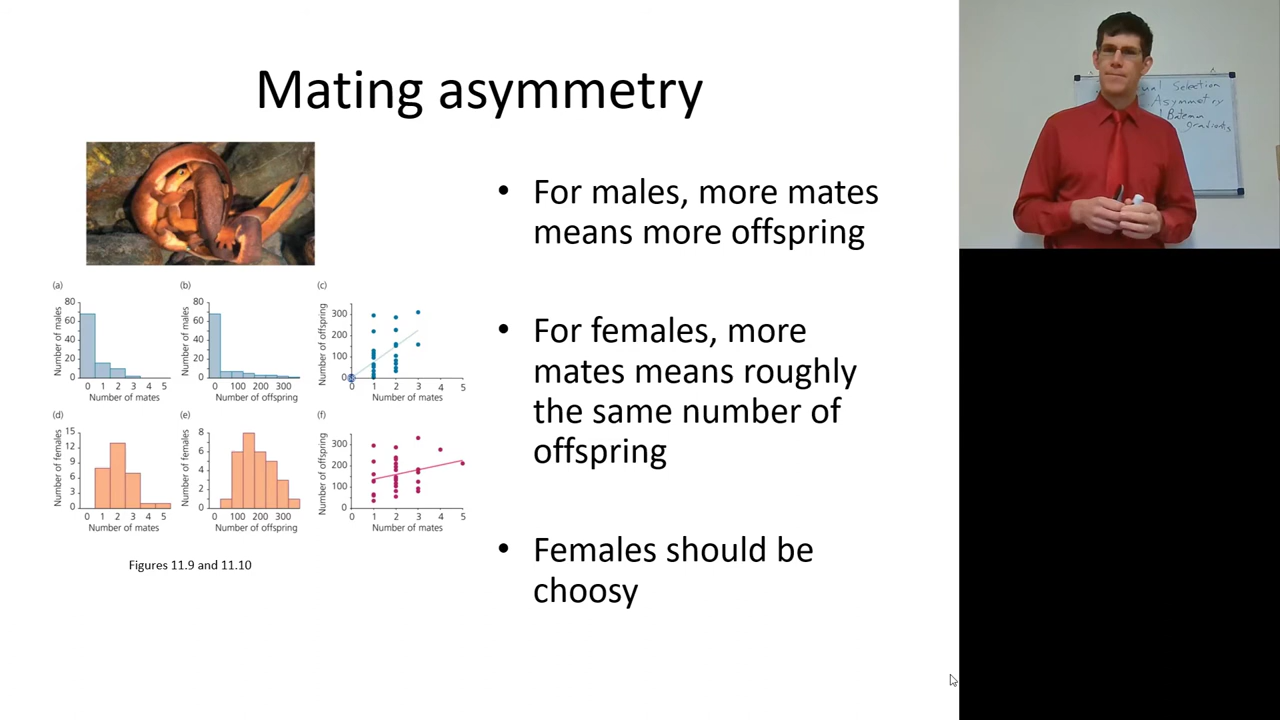 Mating asymmetry
• For males, more mates
means more offspring
• For females, more
mates means roughly
the same number of
offspring
• Females should be
choosy
(a)
Number of males
80
60
40
20
0
0 1 2 3 4 5
Number of mates
(b)
Number of males
80
60
40
20
0
0 100 200 300
Number of offspring
(c)
Number of offspring
300
200
100
0
0 1 2 3 4 5
Number of mates
(d)
Number of females
15
12
9
6
3
0
0 1 2 3 4 5
Number of mates
(e)
Number of females
8
6
4
2
0
0 100 200 300
Number of offspring
(f)
Number of offspring
300
200
100
0
0 1 2 3 4 5
Number of mates
Figures 11.9 and 11.10
ual Selection
Asymmetry
Bateman
gradients